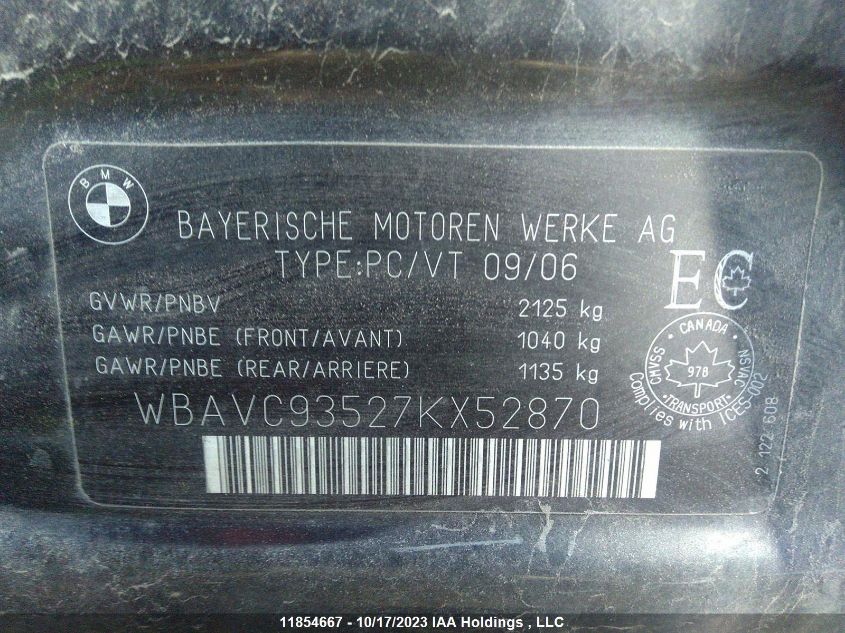 BMW
BAYERISCHE MOTOREN WERKE AG
TYPE:PC/VT 09/06
EC
GVWR/PNBV 2125 kg
GAWR/PNBE (FRONT/AVANT) 1040 kg
GAWR/PNBE (REAR/ARRIERE) 1135 kg
CANADA
CMVSS
978
NSVAC
TRANSPORT
Complies with ICES-002
2 122 608
WBAVC93527KX52870
11854667 - 10/17/2023 IAA Holdings , LLC